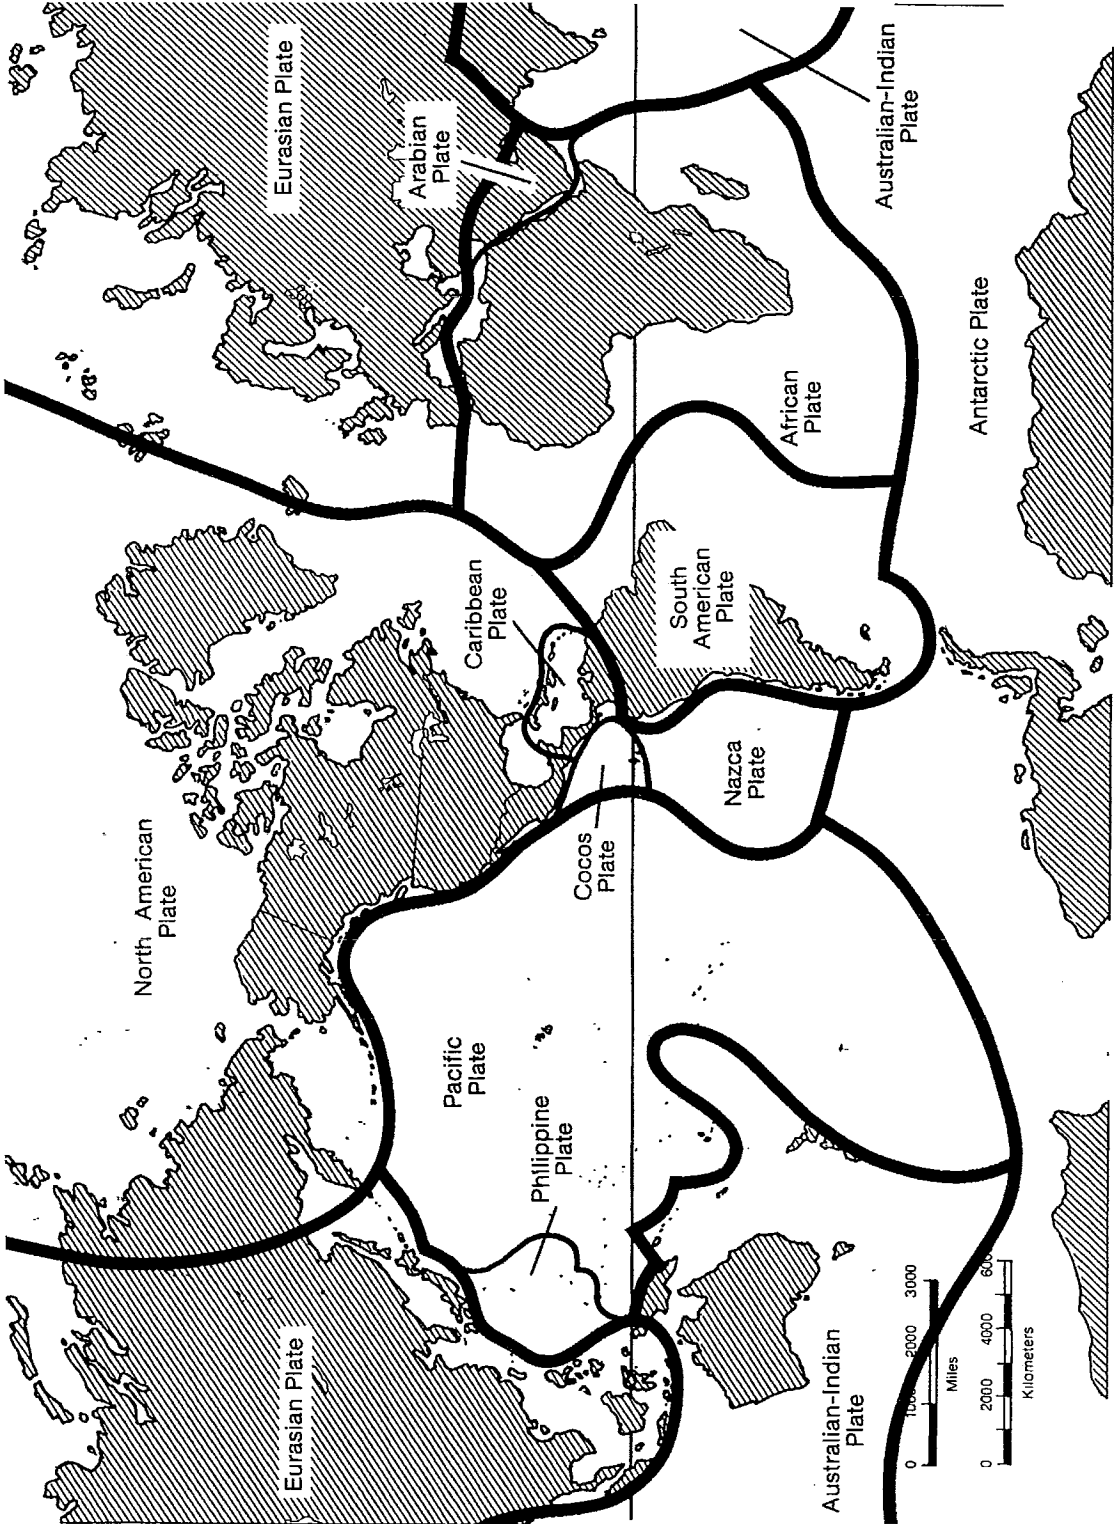 North American
Plate
Eurasian Plate
Eurasian Plate
Arabian
Plate
Caribbean
Plate
Pacific
Plate
Philippine
Plate
Cocos
Plate
Nazca
Plate
South
American
Plate
African
Plate
Australian-Indian
Plate
Australian-Indian
Plate
Antarctic Plate
0 1000 2000 3000
Miles
0 2000 4000 600
Kilometers